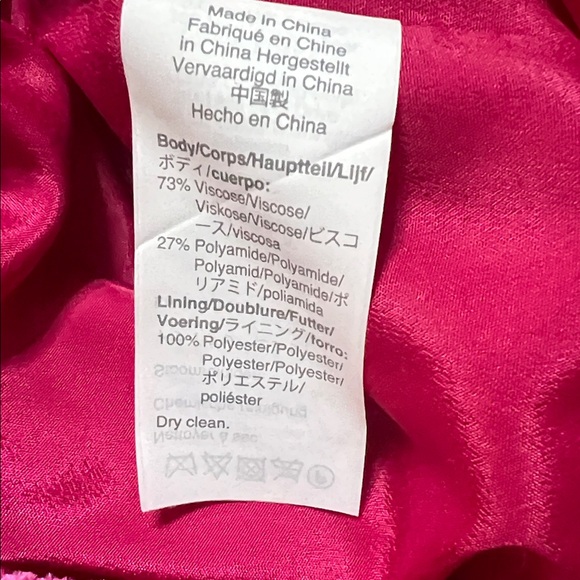 Made in China
Fabriqué en Chine
in China Hergestellt
Vervaardigd in China
中国製
Hecho en China
Body/Corps/Hauptteil/Lijf/
ボディ/cuerpo:
73% Viscose/Viscose/
Viskose/Viscose/ビスコ
ース/viscosa
27% Polyamide/Polyamide/
Polyamid/Polyamide/ポ
リアミド/poliamida
Lining/Doublure/Futter/
Voering/ライニング/forro:
100% Polyester/Polyester/
Polyester/Polyester/
ポリエステル/
poliéster
Dry clean.
Nettoyer à sec